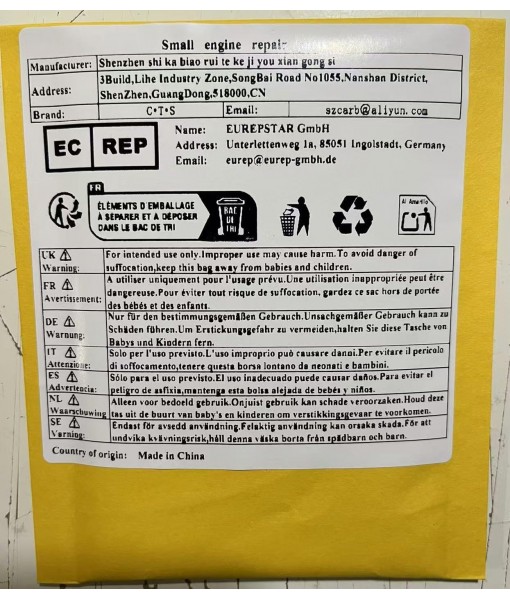 Small engine repair
Manufacturer: Shenzhen shi ka biao rui te ke ji you xian gong si
Address: 3Build,Lihe Industry Zone,SongBai Road No1055,Nanshan District,
ShenZhen,GuangDong,518000,CN
Brand: C•T•S Email: szcarb@aliyun.com
EC REP
Name: EUREPSTAR GmbH
Address: Unterlettenweg 1a, 85051 Ingolstadt, Germany
Email: eurep@eurep-gmbh.de
FR
ÉLÉMENTS D'EMBALLAGE
À SÉPARER ET À DÉPOSER
DANS LE BAC DE TRI
BAC
DE
TRI
Al Amarillo
UK Warning: For intended use only.Improper use may cause harm.To avoid danger of
suffocation,keep this bag away from babies and children.
FR Avertissement: A utiliser uniquement pour l'usage prévu.Une utilisation inappropriée peut être
dangereuse.Pour éviter tout risque de suffocation, gardez ce sac hors de portée
des bébés et des enfants.
DE Warnung: Nur für den bestimmungsgemäßen Gebrauch.Unsachgemäßer Gebrauch kann zu
Schäden führen.Um Erstickungsgefahr zu vermeiden,halten Sie diese Tasche von
Babys und Kindern fern.
IT Attenzione: Solo per l'uso previsto.L'uso improprio può causare danni.Per evitare il pericolo
di soffocamento,tenere questa borsa lontano da neonati e bambini.
ES Advertencia: Sólo para el uso previsto.El uso inadecuado puede causar daños.Para evitar el
peligro de asfixia,mantenga esta bolsa alejada de bebés y niños.
NL Waarschuwing: Alleen voor bedoeld gebruik.Onjuist gebruik kan schade veroorzaken.Houd deze
tas uit de buurt van baby's en kinderen om verstikkingsgevaar te voorkomen.
SE Varning: Endast för avsedd användning.Felaktig användning kan orsaka skada.För att
undvika kvävningsrisk,håll denna väska borta från spädbarn och barn.
Country of origin: Made in China